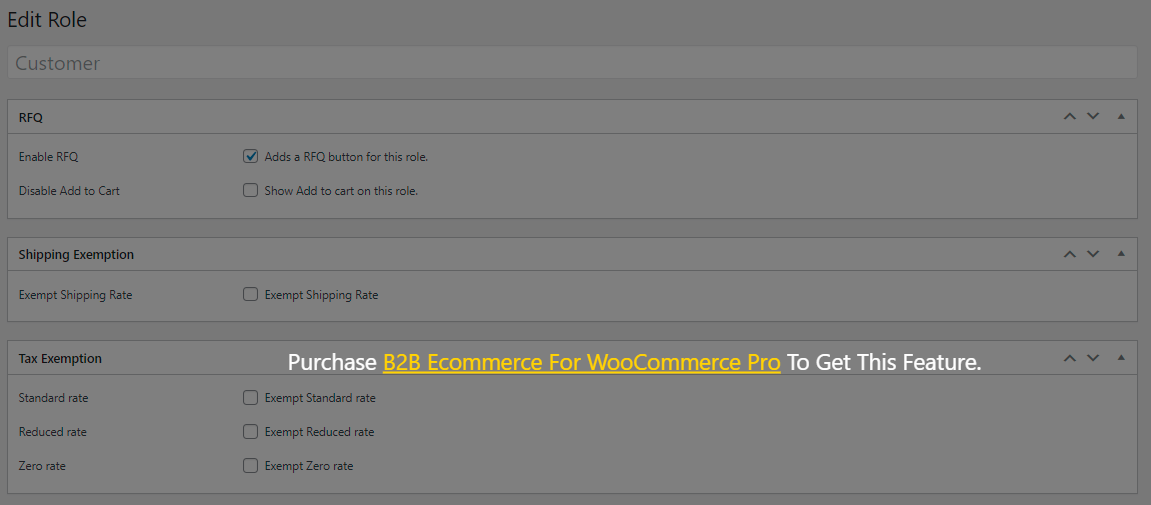 Edit Role
Customer
RFQ
Enable RFQ Adds a RFQ button for this role.
Disable Add to Cart Show Add to cart on this role.
Shipping Exemption
Exempt Shipping Rate Exempt Shipping Rate
Tax Exemption
Purchase B2B Ecommerce For WooCommerce Pro To Get This Feature.
Standard rate Exempt Standard rate
Reduced rate Exempt Reduced rate
Zero rate Exempt Zero rate